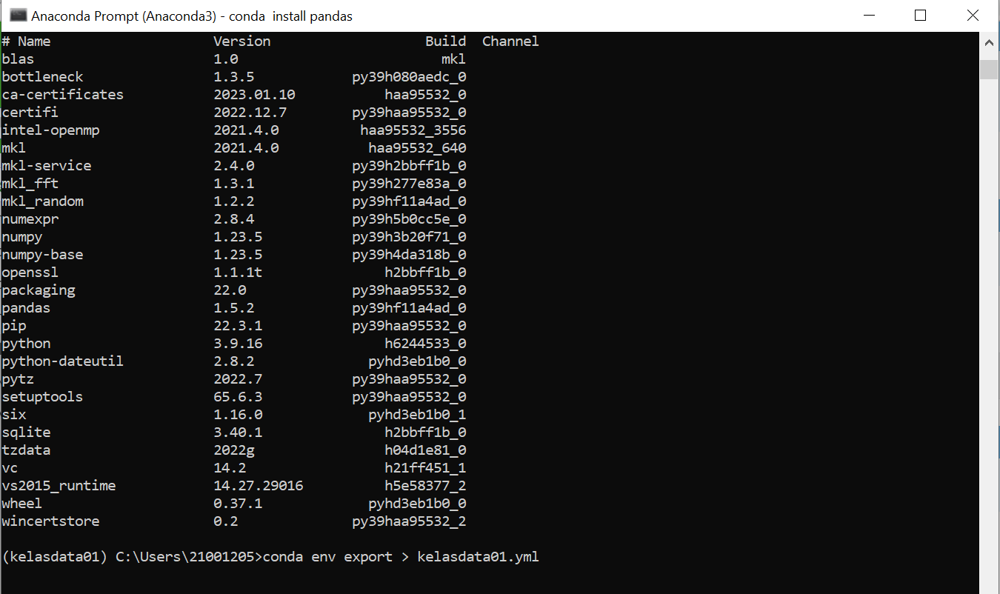 Anaconda Prompt (Anaconda3) - conda  install pandas
# Name                    Version                   Build  Channel
blas                      1.0                         mkl
bottleneck                1.3.5              py39h080aedc_0
ca-certificates           2023.01.10             haa95532_0
certifi                   2022.12.7          py39haa95532_0
intel-openmp              2021.4.0            haa95532_3556
mkl                       2021.4.0             haa95532_640
mkl-service               2.4.0              py39h2bbff1b_0
mkl_fft                   1.3.1              py39h277e83a_0
mkl_random                1.2.2              py39hf11a4ad_0
numexpr                   2.8.4              py39h5b0cc5e_0
numpy                     1.23.5             py39h3b20f71_0
numpy-base                1.23.5             py39h4da318b_0
openssl                   1.1.1t                 h2bbff1b_0
packaging                 22.0               py39haa95532_0
pandas                    1.5.2              py39hf11a4ad_0
pip                       22.3.1             py39haa95532_0
python                    3.9.16                 h6244533_0
python-dateutil           2.8.2                pyhd3eb1b0_0
pytz                      2022.7             py39haa95532_0
setuptools                65.6.3             py39haa95532_0
six                       1.16.0               pyhd3eb1b0_1
sqlite                    3.40.1                 h2bbff1b_0
tzdata                    2022g                  h04d1e81_0
vc                        14.2                   h21ff451_1
vs2015_runtime            14.27.29016            h5e58377_2
wheel                     0.37.1               pyhd3eb1b0_0
wincertstore              0.2                py39haa95532_2
(kelasdata01) C:\Users\21001205>conda env export > kelasdata01.yml